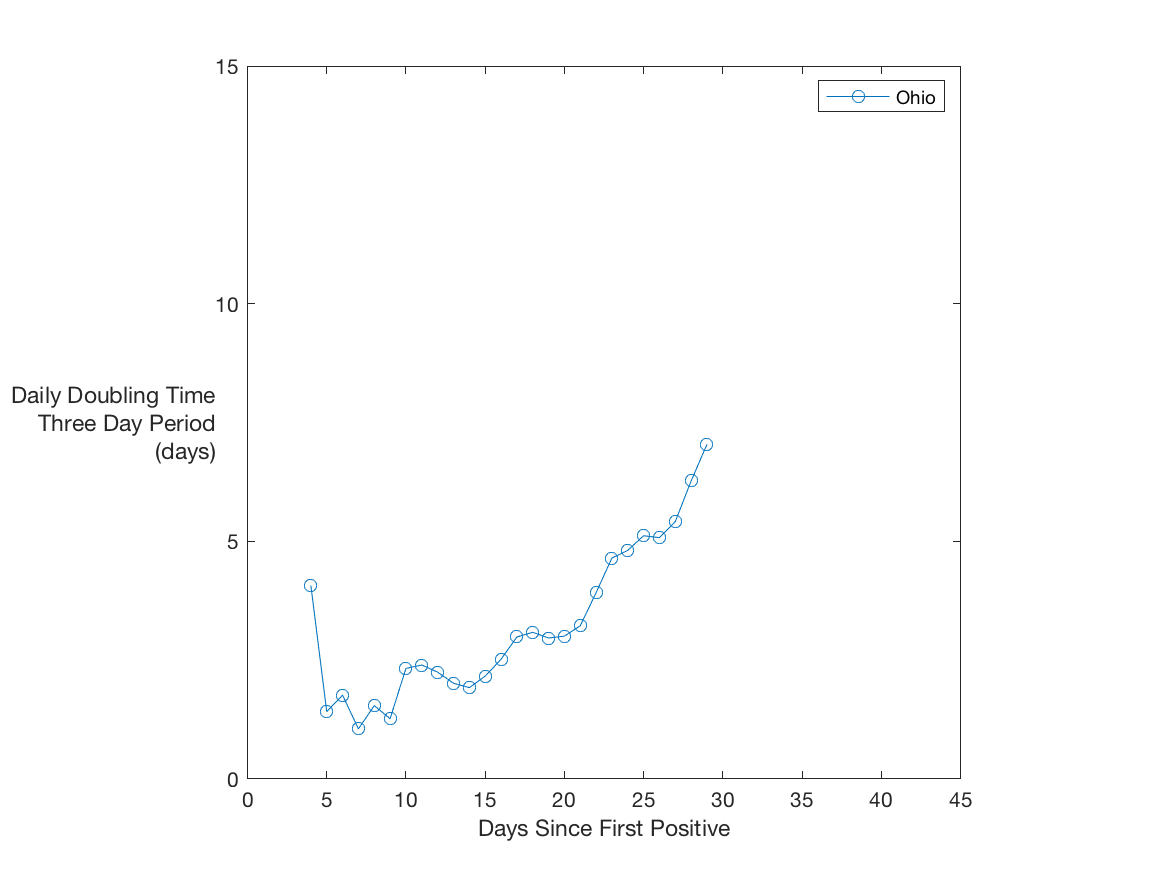 15
Ohio
10
Daily Doubling Time
Three Day Period
(days)
5
0
0 5 10 15 20 25 30 35 40 45
Days Since First Positive